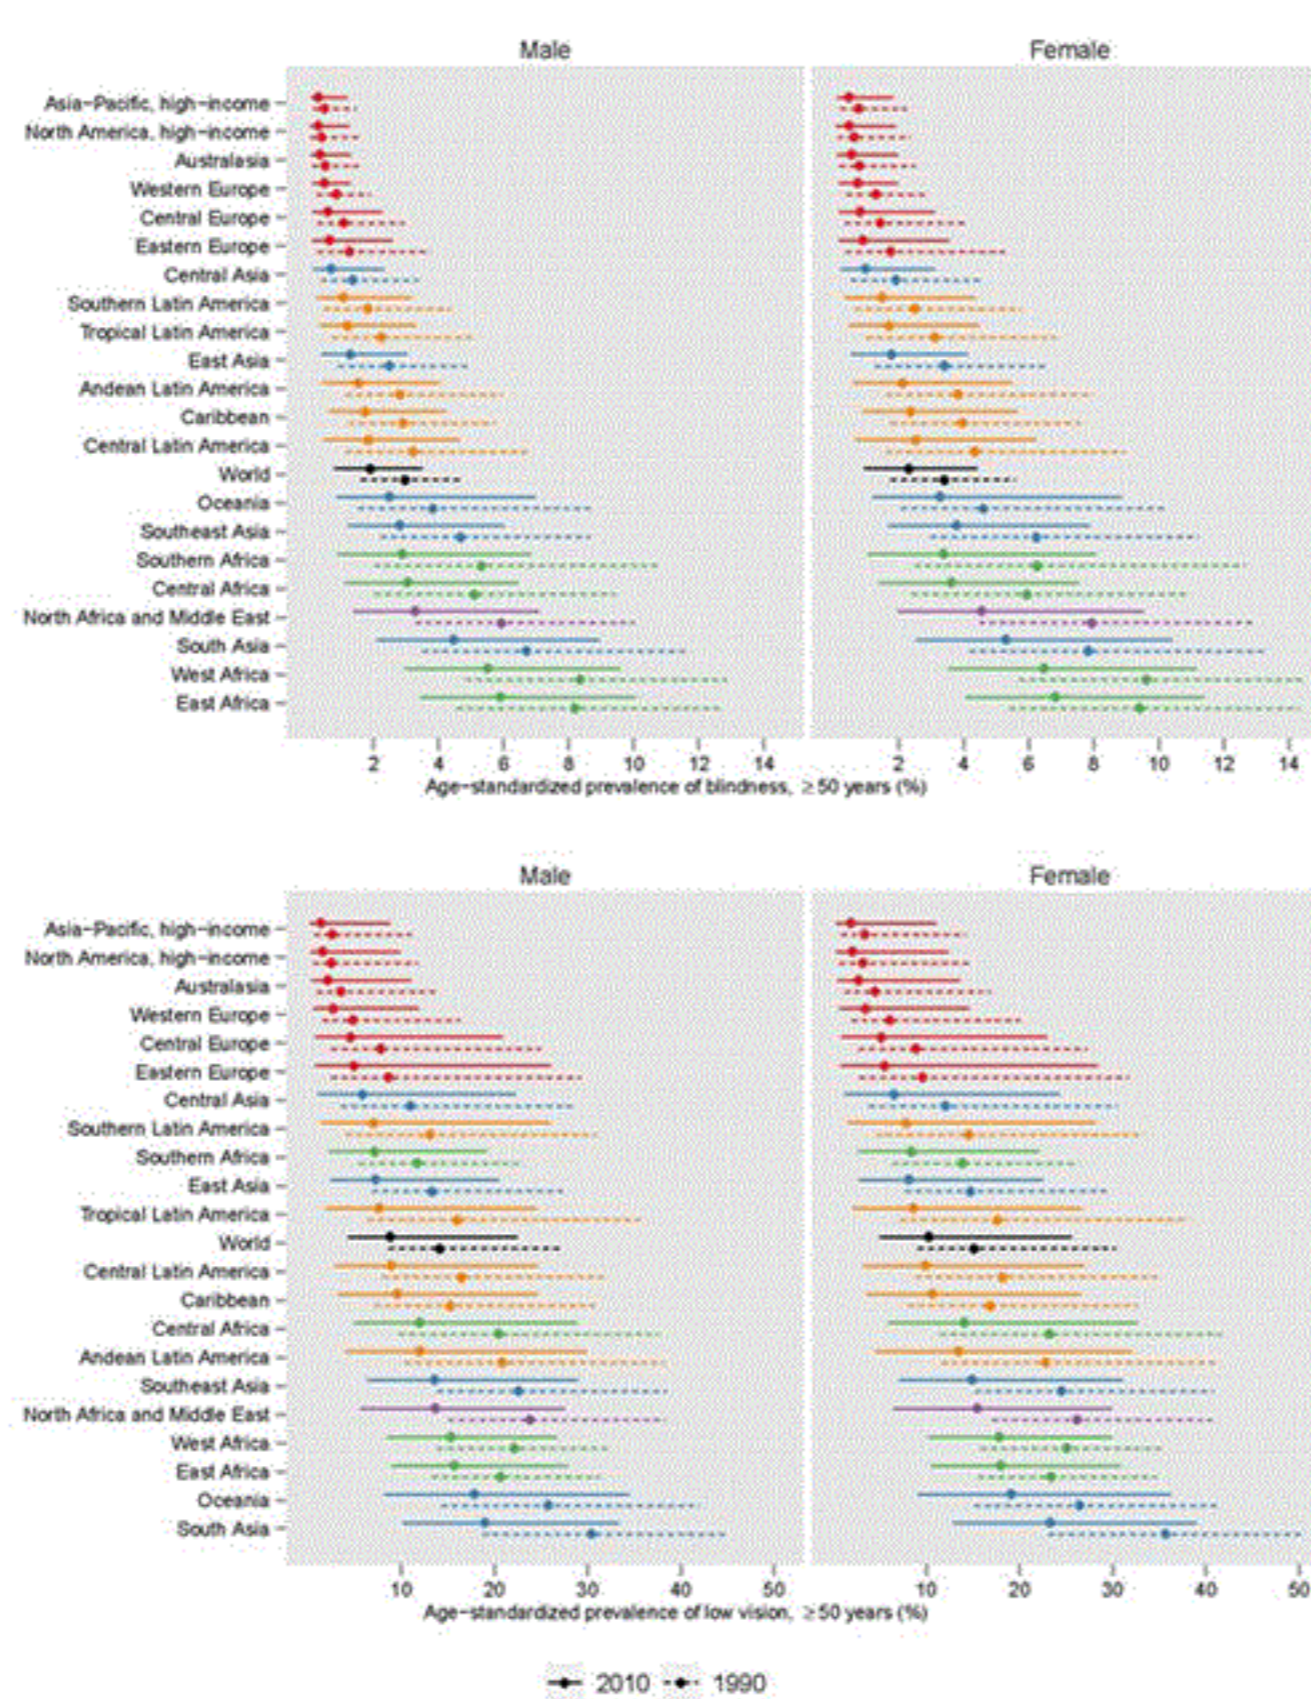 Male Female
Asia-Pacific, high-income
North America, high-income
Australasia
Western Europe
Central Europe
Eastern Europe
Central Asia
Southern Latin America
Tropical Latin America
East Asia
Andean Latin America
Caribbean
Central Latin America
World
Oceania
Southeast Asia
Southern Africa
Central Africa
North Africa and Middle East
South Asia
West Africa
East Africa
2 4 6 8 10 12 14 2 4 6 8 10 12 14
Age-standardized prevalence of blindness, ≥50 years (%)
Male Female
Asia-Pacific, high-income
North America, high-income
Australasia
Western Europe
Central Europe
Eastern Europe
Central Asia
Southern Latin America
Southern Africa
East Asia
Tropical Latin America
World
Central Latin America
Caribbean
Central Africa
Andean Latin America
Southeast Asia
North Africa and Middle East
West Africa
East Africa
Oceania
South Asia
10 20 30 40 50 10 20 30 40 50
Age-standardized prevalence of low vision, ≥50 years (%)
2010 1990